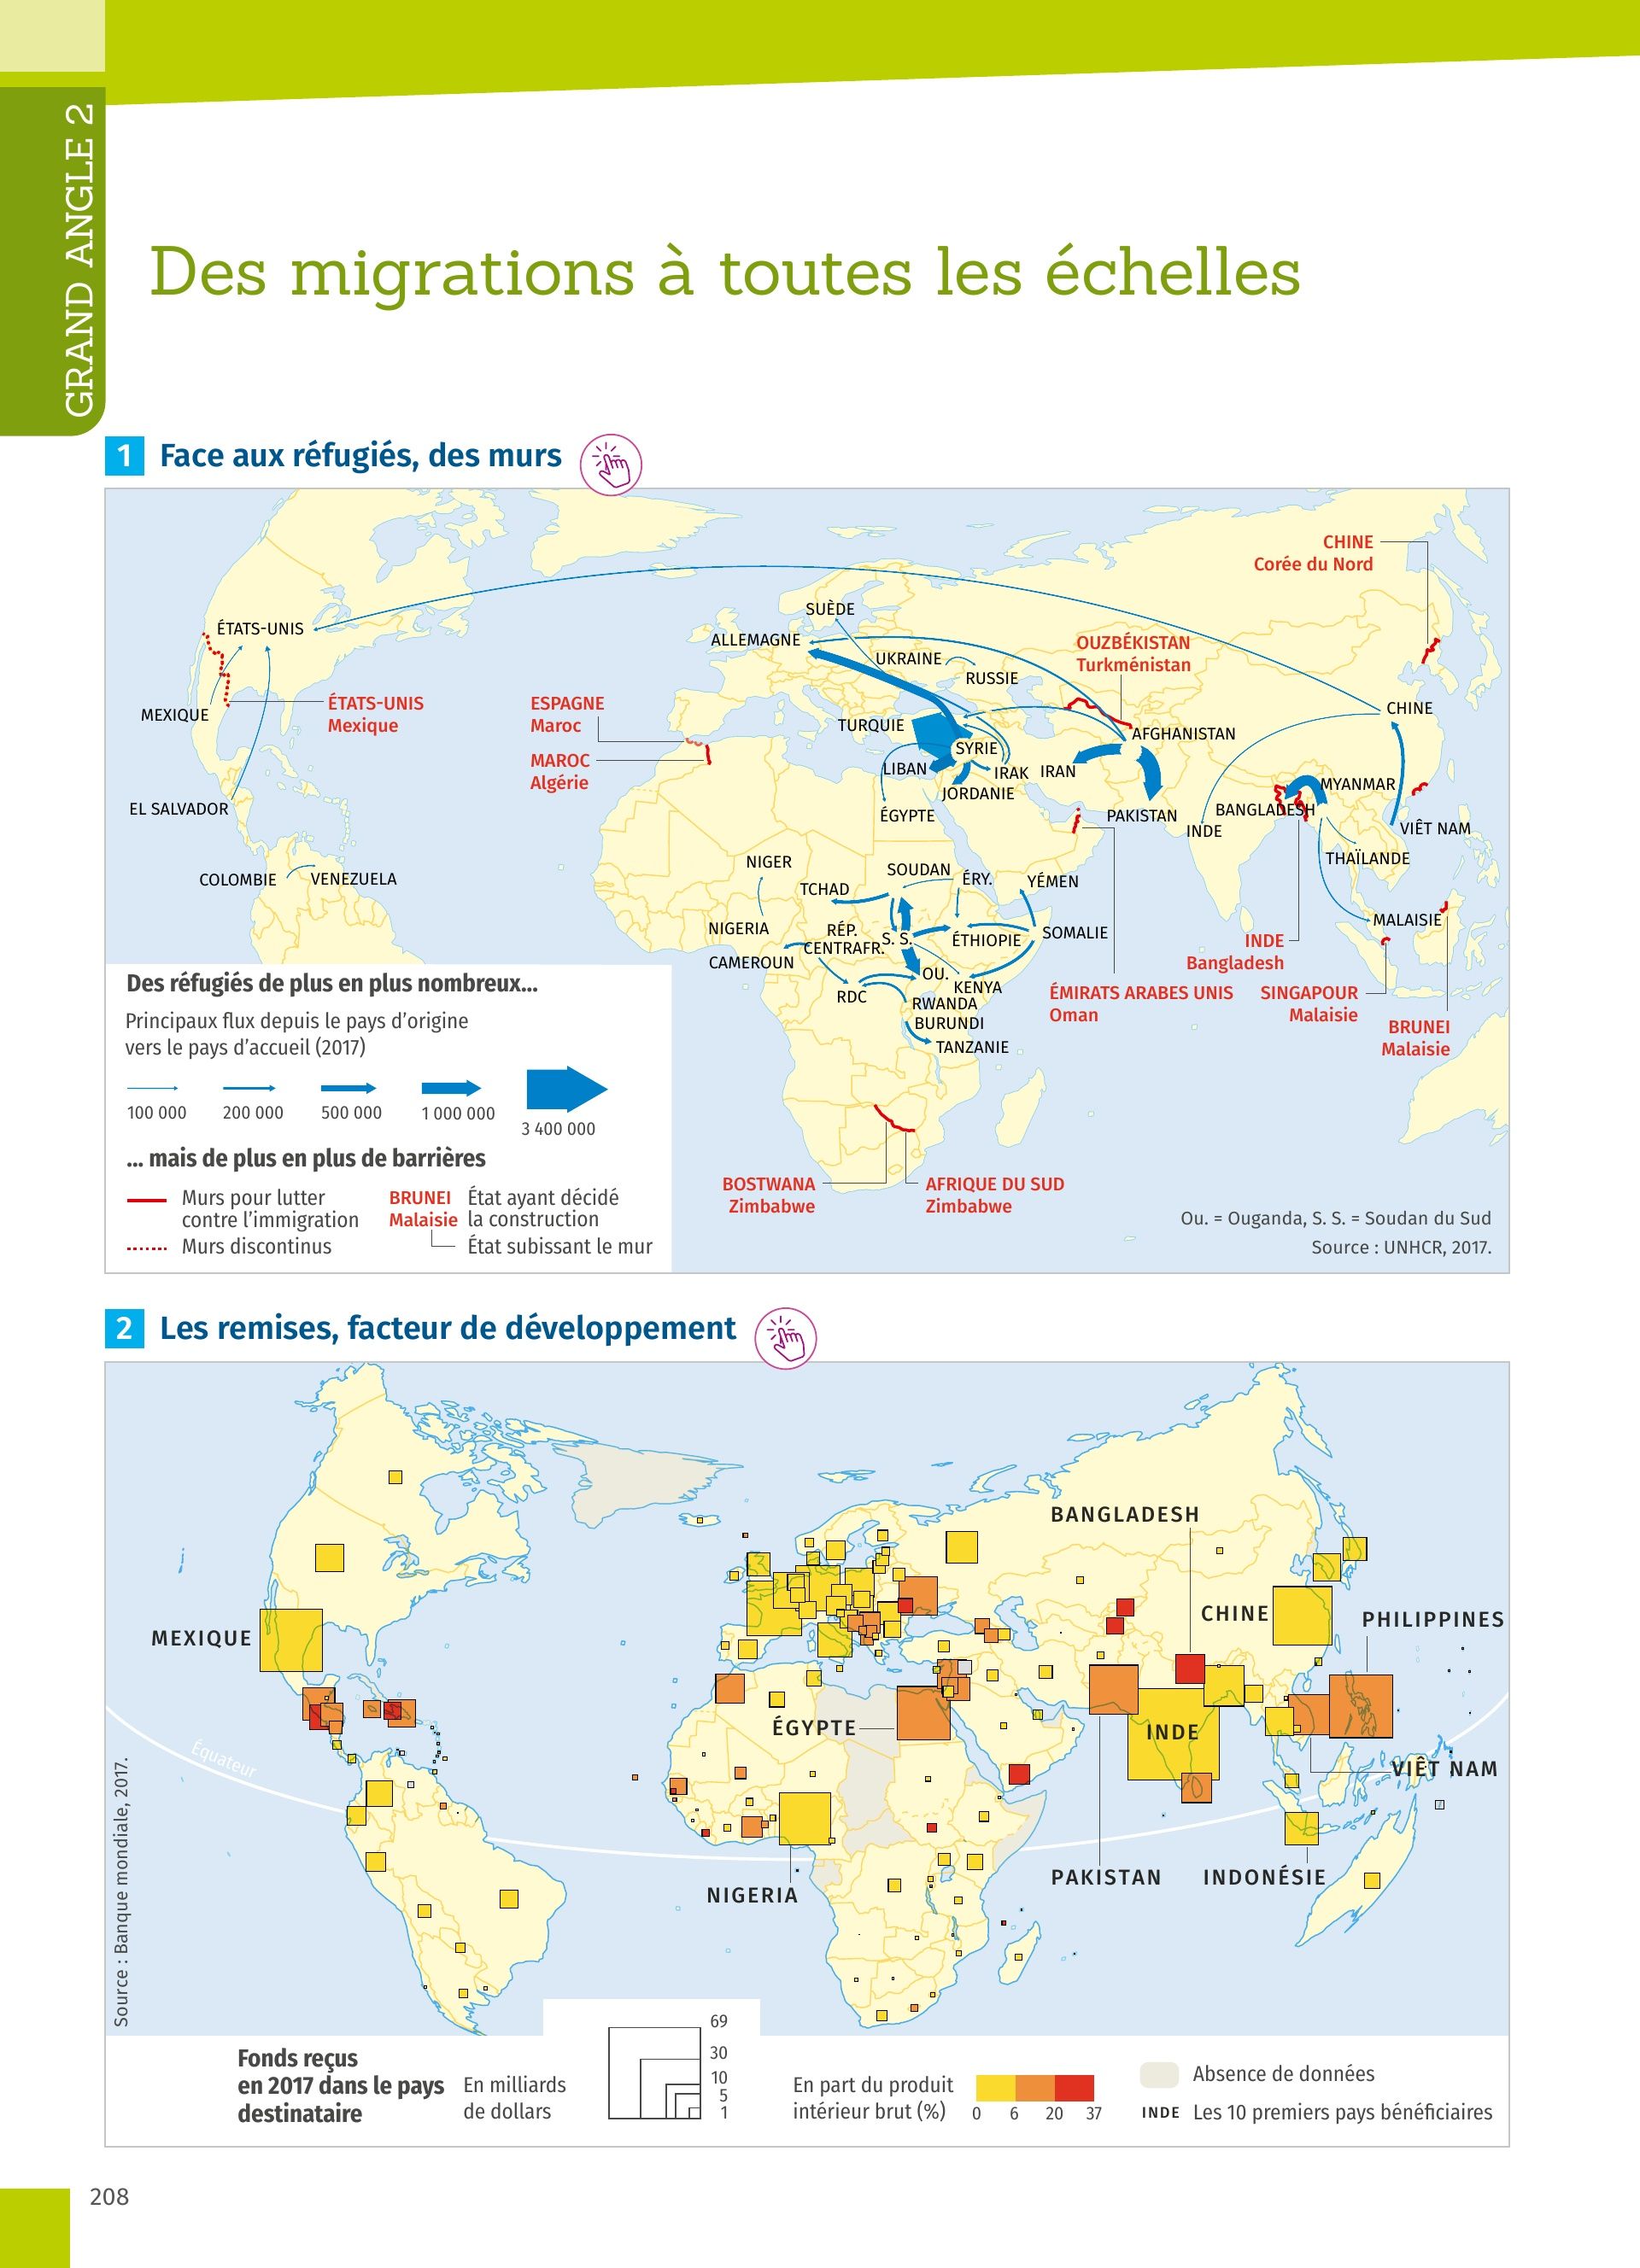 GRAND ANGLE 2
Des migrations à toutes les échelles
1 Face aux réfugiés, des murs
CHINE
Corée du Nord
SUÈDE
ÉTATS-UNIS
ALLEMAGNE
OUZBÉKISTAN
Turkménistan
UKRAINE
RUSSIE
ÉTATS-UNIS
Mexique
ESPAGNE
Maroc
MEXIQUE
CHINE
TURQUIE
AFGHANISTAN
SYRIE
MAROC
Algérie
LIBAN
IRAK
IRAN
JORDANIE
MYANMAR
EL SALVADOR
ÉGYPTE
PAKISTAN
BANGLADESH
INDE
VIÊT NAM
THAÏLANDE
NIGER
SOUDAN
COLOMBIE
VENEZUELA
TCHAD
ÉRY.
YÉMEN
MALAISIE
NIGERIA
RÉP.
CENTRAFR.
S. S.
ÉTHIOPIE
SOMALIE
INDE
Bangladesh
CAMEROUN
OU.
KENYA
RDC
RWANDA
BURUNDI
TANZANIE
ÉMIRATS ARABES UNIS
Oman
SINGAPOUR
Malaisie
BRUNEI
Malaisie
BOSTWANA
Zimbabwe
AFRIQUE DU SUD
Zimbabwe
Des réfugiés de plus en plus nombreux...
Principaux flux depuis le pays d’origine
vers le pays d’accueil (2017)
100 000 200 000 500 000 1 000 000 3 400 000
... mais de plus en plus de barrières
Murs pour lutter
contre l’immigration
Murs discontinus
BRUNEI État ayant décidé
Malaisie la construction
État subissant le mur
Ou. = Ouganda, S. S. = Soudan du Sud
Source : UNHCR, 2017.
2 Les remises, facteur de développement
BANGLADESH
CHINE
PHILIPPINES
MEXIQUE
ÉGYPTE
INDE
VIÊT NAM
Équateur
PAKISTAN
INDONÉSIE
NIGERIA
Source : Banque mondiale, 2017.
Fonds reçus
en 2017 dans le pays
destinataire
En milliards
de dollars
69
30
10
5
1
En part du produit
intérieur brut (%)
0 6 20 37
Absence de données
INDE Les 10 premiers pays bénéficiaires
208